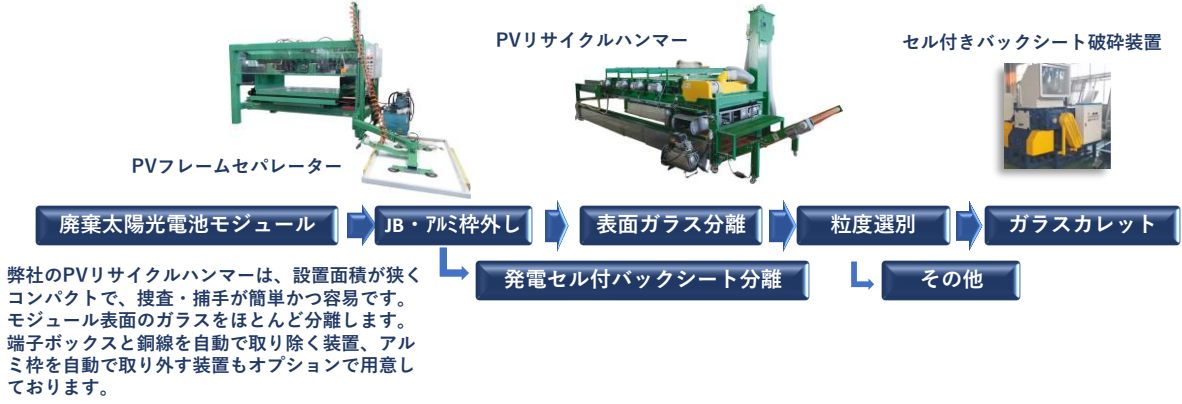 PVリサイクルハンマー
セル付きバックシート破砕装置
PVフレームセパレーター
廃棄太陽光電池モジュール
JB・アルミ枠外し
表面ガラス分離
粒度選別
ガラスカレット
発電セル付バックシート分離
その他
弊社のPVリサイクルハンマーは、設置面積が狭く
コンパクトで、捜査・捕手が簡単かつ容易です。
モジュール表面のガラスをほとんど分離します。
端子ボックスと銅線を自動で取り除く装置、アル
ミ枠を自動で取り外す装置もオプションで用意し
ております。